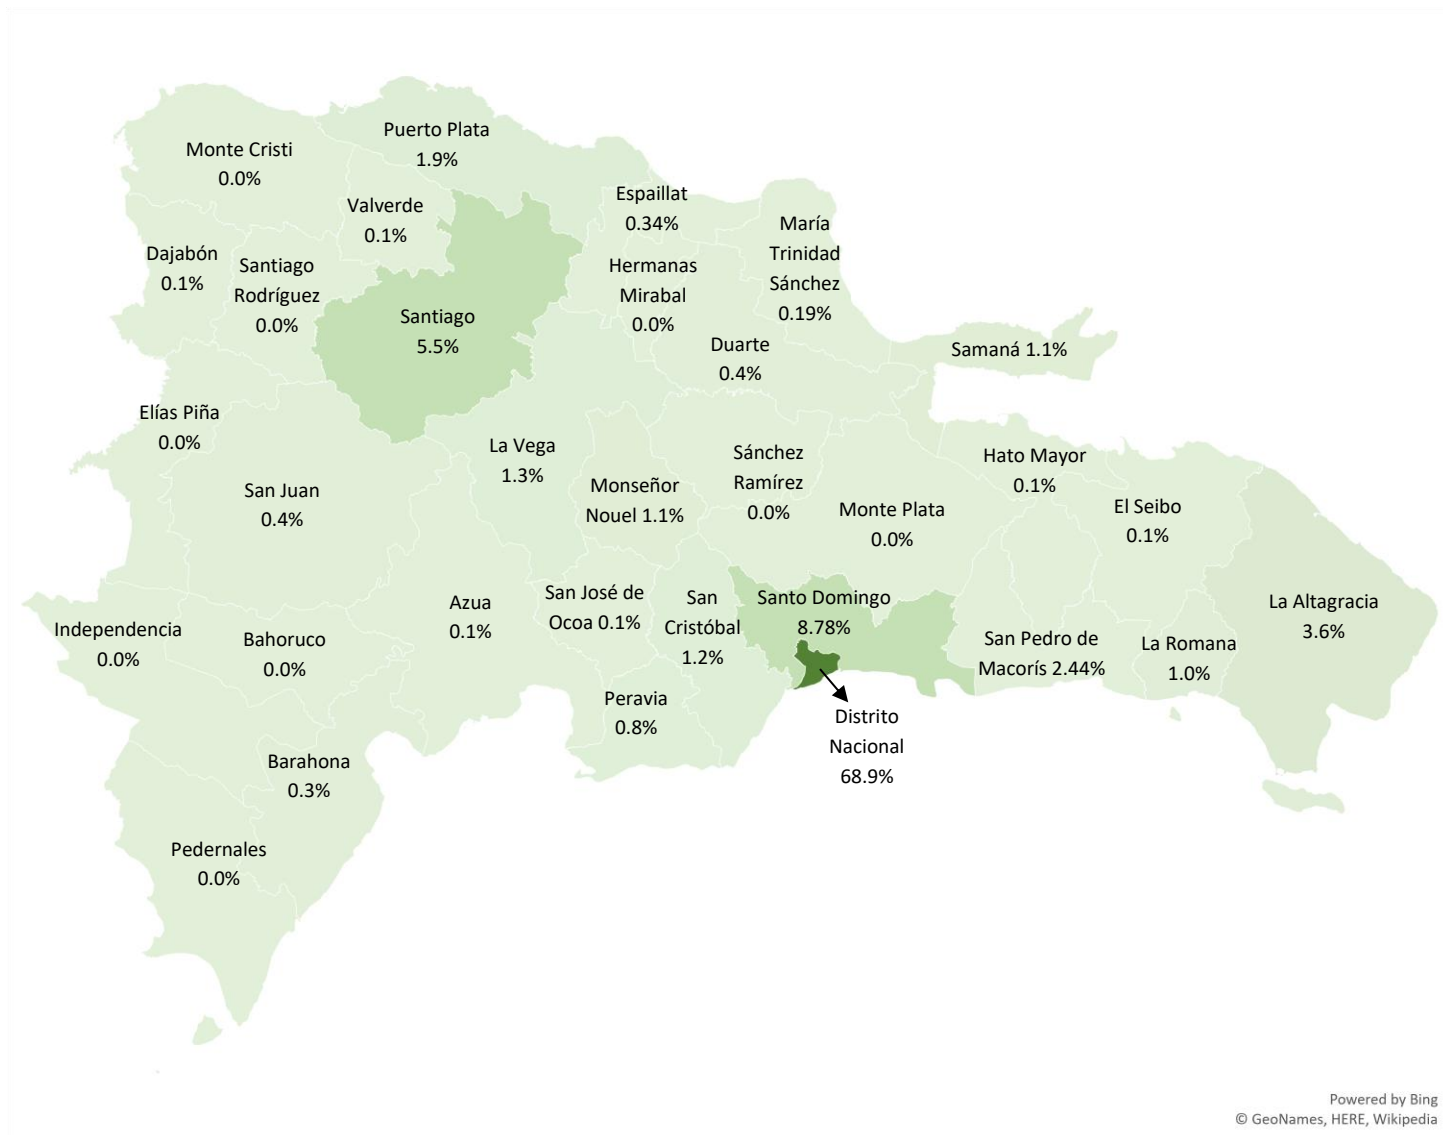 Puerto Plata
1.9%
Monte Cristi
0.0%
Valverde
0.1%
Espaillat
0.34%
María
Trinidad
Sánchez
0.19%
Dajabón
0.1%
Santiago
Rodríguez
0.0%
Hermanas
Mirabal
0.0%
Santiago
5.5%
Duarte
0.4%
Samaná 1.1%
Elías Piña
0.0%
La Vega
1.3%
Sánchez
Ramírez
0.0%
Hato Mayor
0.1%
San Juan
0.4%
Monseñor
Nouel 1.1%
Monte Plata
0.0%
El Seibo
0.1%
Independencia
0.0%
Bahoruco
0.0%
Azua
0.1%
San José de
Ocoa 0.1%
San
Cristóbal
1.2%
Santo Domingo
8.78%
San Pedro de
Macorís 2.44%
La Romana
1.0%
La Altagracia
3.6%
Peravia
0.8%
Distrito
Nacional
68.9%
Barahona
0.3%
Pedernales
0.0%
Powered by Bing
© GeoNames, HERE, Wikipedia